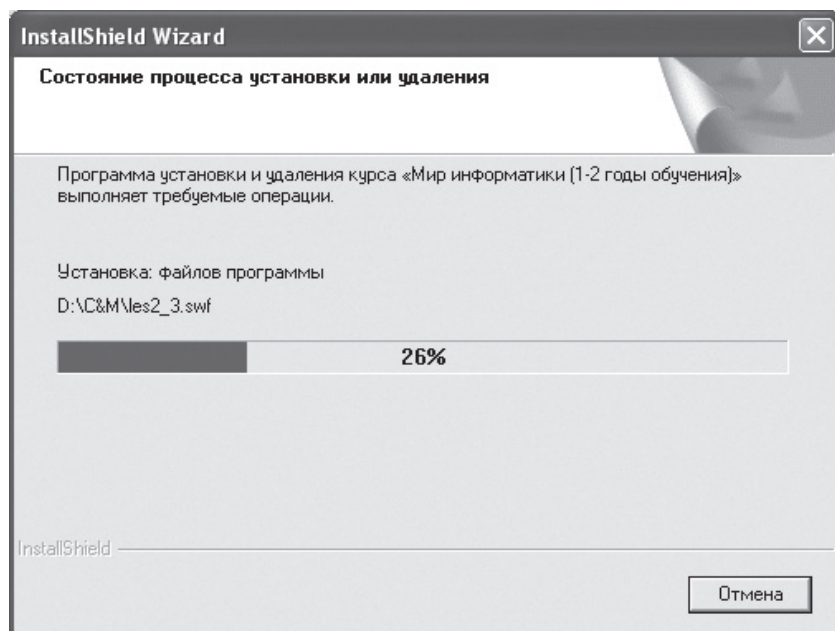 InstallShield Wizard
Состояние процесса установки или удаления
Программа установки и удаления курса «Мир информатики (1-2 годы обучения)»
выполняет требуемые операции.
Установка: файлов программы
D:\C&M\les2_3.swf
26%
InstallShield
Отмена